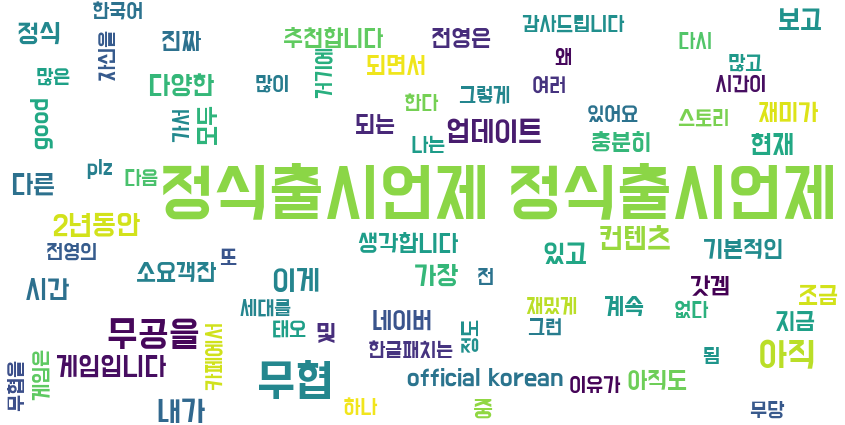 한국어
정식
자신을
진짜
추천합니다
전영은
감사드립니다
보고
많은
다양한
많이
거기에
되면서
왜
다시
많고
good
가서
모두
되는
한다
그렇게
여러
시간이
나는
업데이트
있어요
스토리
재미가
충분히
현재
다른
plz
다음
정식출시언제 정식출시언제
2년동안
전영의
또
생각합니다
컨텐츠
있고
기본적인
시간
소요객잔
이게
가장
전
갓겜
조금
세대를
재밌게
계속
없다
지금
무공을
태오
및
네이버
그런
정도
한글패치는
됨
아직
무협을
게임은
게임입니다
카페에서
무협
official korean
이유가
아직도
내가
하나
중
무당